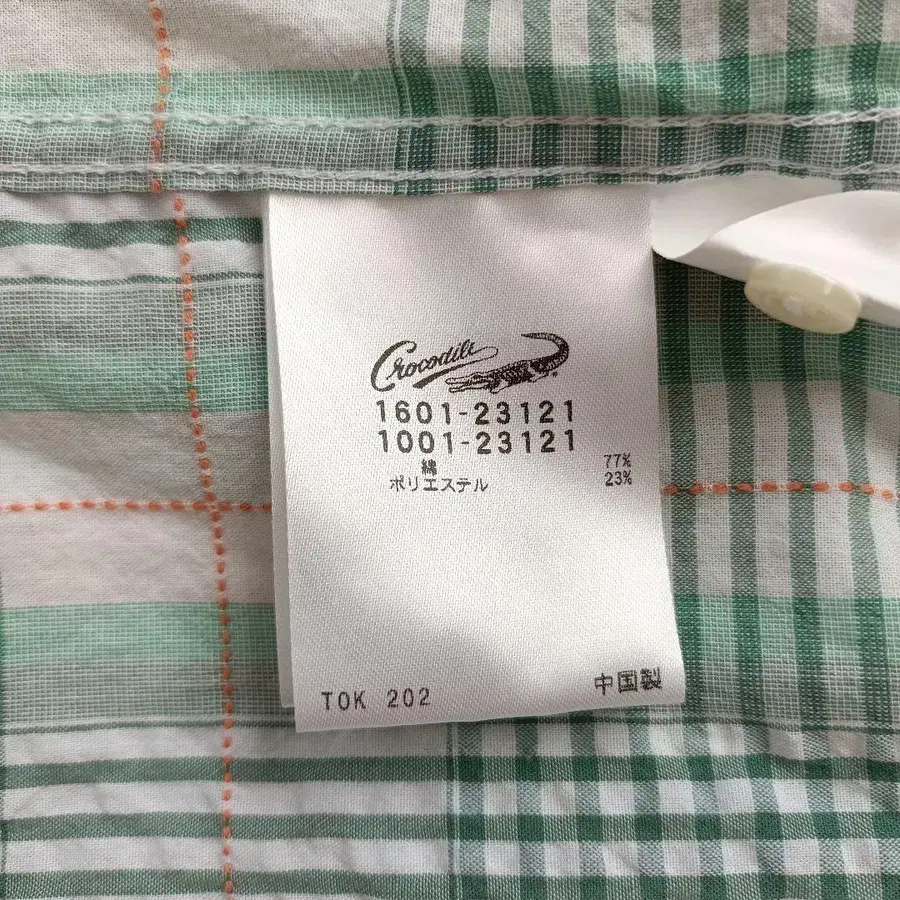 Crocodile
1601-23121
1001-23121
綿 77%
ポリエステル 23%
TOK 202 中国製